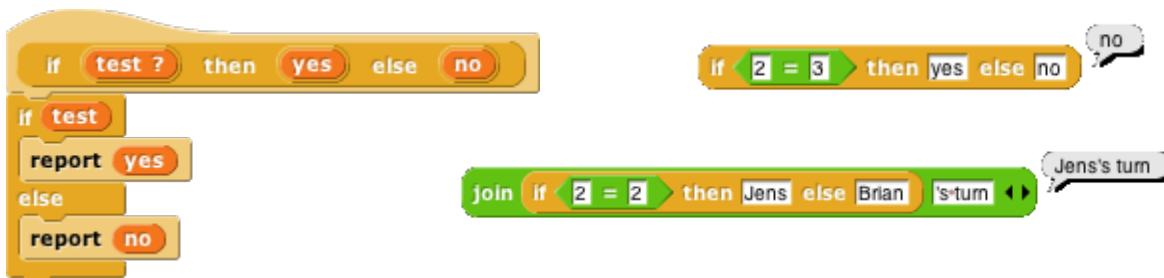 if test ? then yes else no
if test
report yes
else
report no
if 2 = 3 then yes else no
no
join if 2 = 2 then Jens else Brian 's turn
Jens's turn